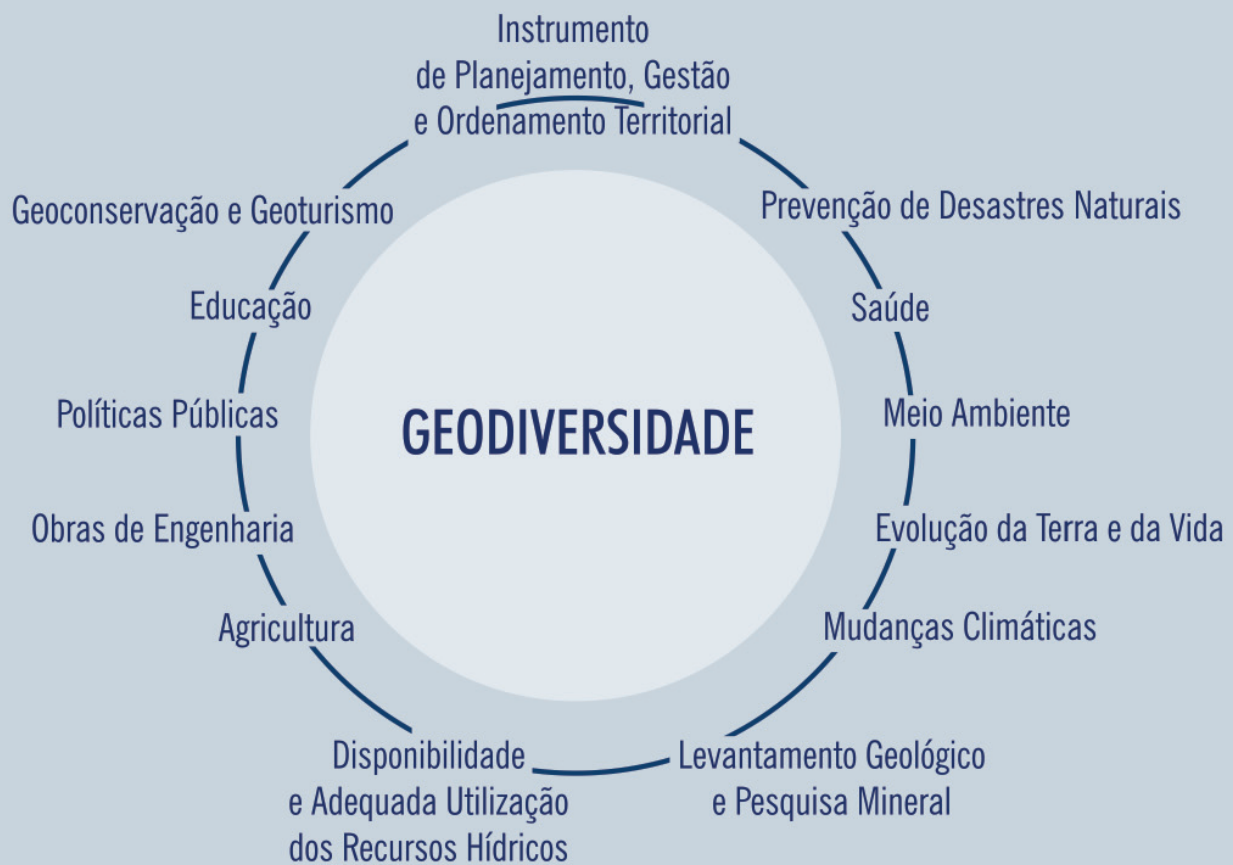 Instrumento
de Planejamento, Gestão
e Ordenamento Territorial
Prevenção de Desastres Naturais
Saúde
Meio Ambiente
Evolução da Terra e da Vida
Mudanças Climáticas
Levantamento Geológico
e Pesquisa Mineral
Disponibilidade
e Adequada Utilização
dos Recursos Hídricos
Agricultura
Obras de Engenharia
Políticas Públicas
Educação
Geoconservação e Geoturismo
GEODIVERSIDADE